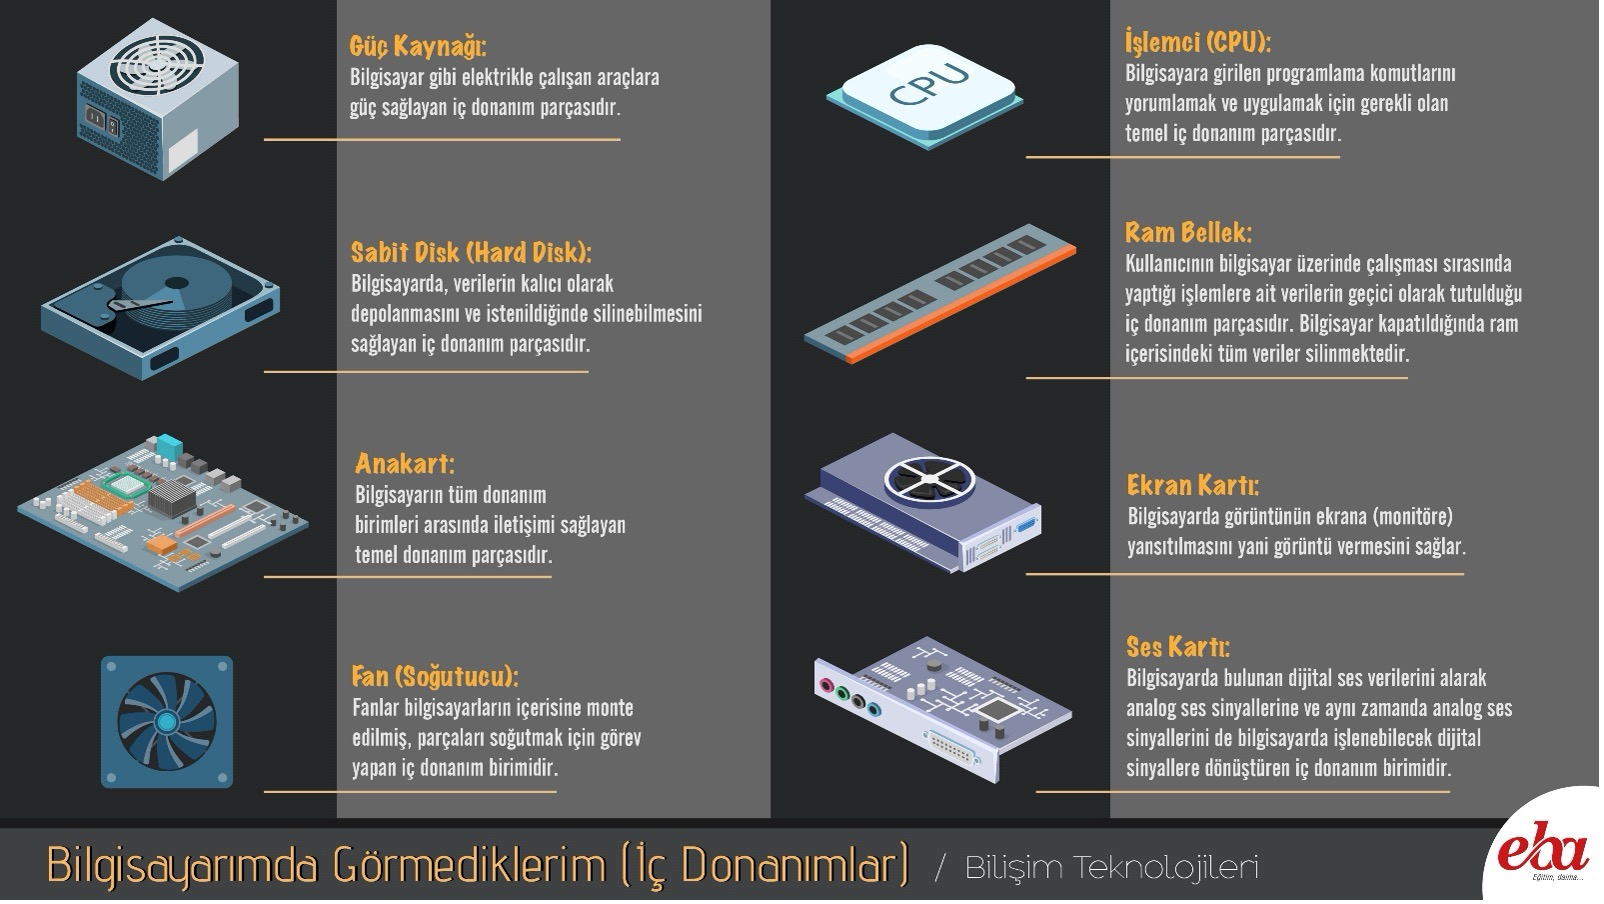 Güç Kaynağı:
Bilgisayar gibi elektrikle çalışan araçlara
güç sağlayan iç donanım parçasıdır.
Sabit Disk (Hard Disk):
Bilgisayarda, verilerin kalıcı olarak
depolanmasını ve istenildiğinde silinebilmesini
sağlayan iç donanım parçasıdır.
Anakart:
Bilgisayarın tüm donanım
birimleri arasında iletişimi sağlayan
temel donanım parçasıdır.
Fan (Soğutucu):
Fanlar bilgisayarların içerisine monte
edilmiş, parçaları soğutmak için görev
yapan iç donanım birimidir.
CPU
İşlemci (CPU):
Bilgisayara girilen programlama komutlarını
yorumlamak ve uygulamak için gerekli olan
temel iç donanım parçasıdır.
Ram Bellek:
Kullanıcının bilgisayar üzerinde çalışması sırasında
yaptığı işlemlere ait verilerin geçici olarak tutulduğu
iç donanım parçasıdır. Bilgisayar kapatıldığında ram
içerisindeki tüm veriler silinmektedir.
Ekran Kartı:
Bilgisayarda görüntünün ekrana (monitöre)
yansıtılmasını yani görüntü vermesini sağlar.
Ses Kartı:
Bilgisayarda bulunan dijital ses verilerini alarak
analog ses sinyallerine ve aynı zamanda analog ses
sinyallerini de bilgisayarda işlenebilecek dijital
sinyallere dönüştüren iç donanım birimidir.
Bilgisayarımda Görmediklerim (İç Donanımlar) / Bilişim Teknolojileri
eba
Eğitim, daima...